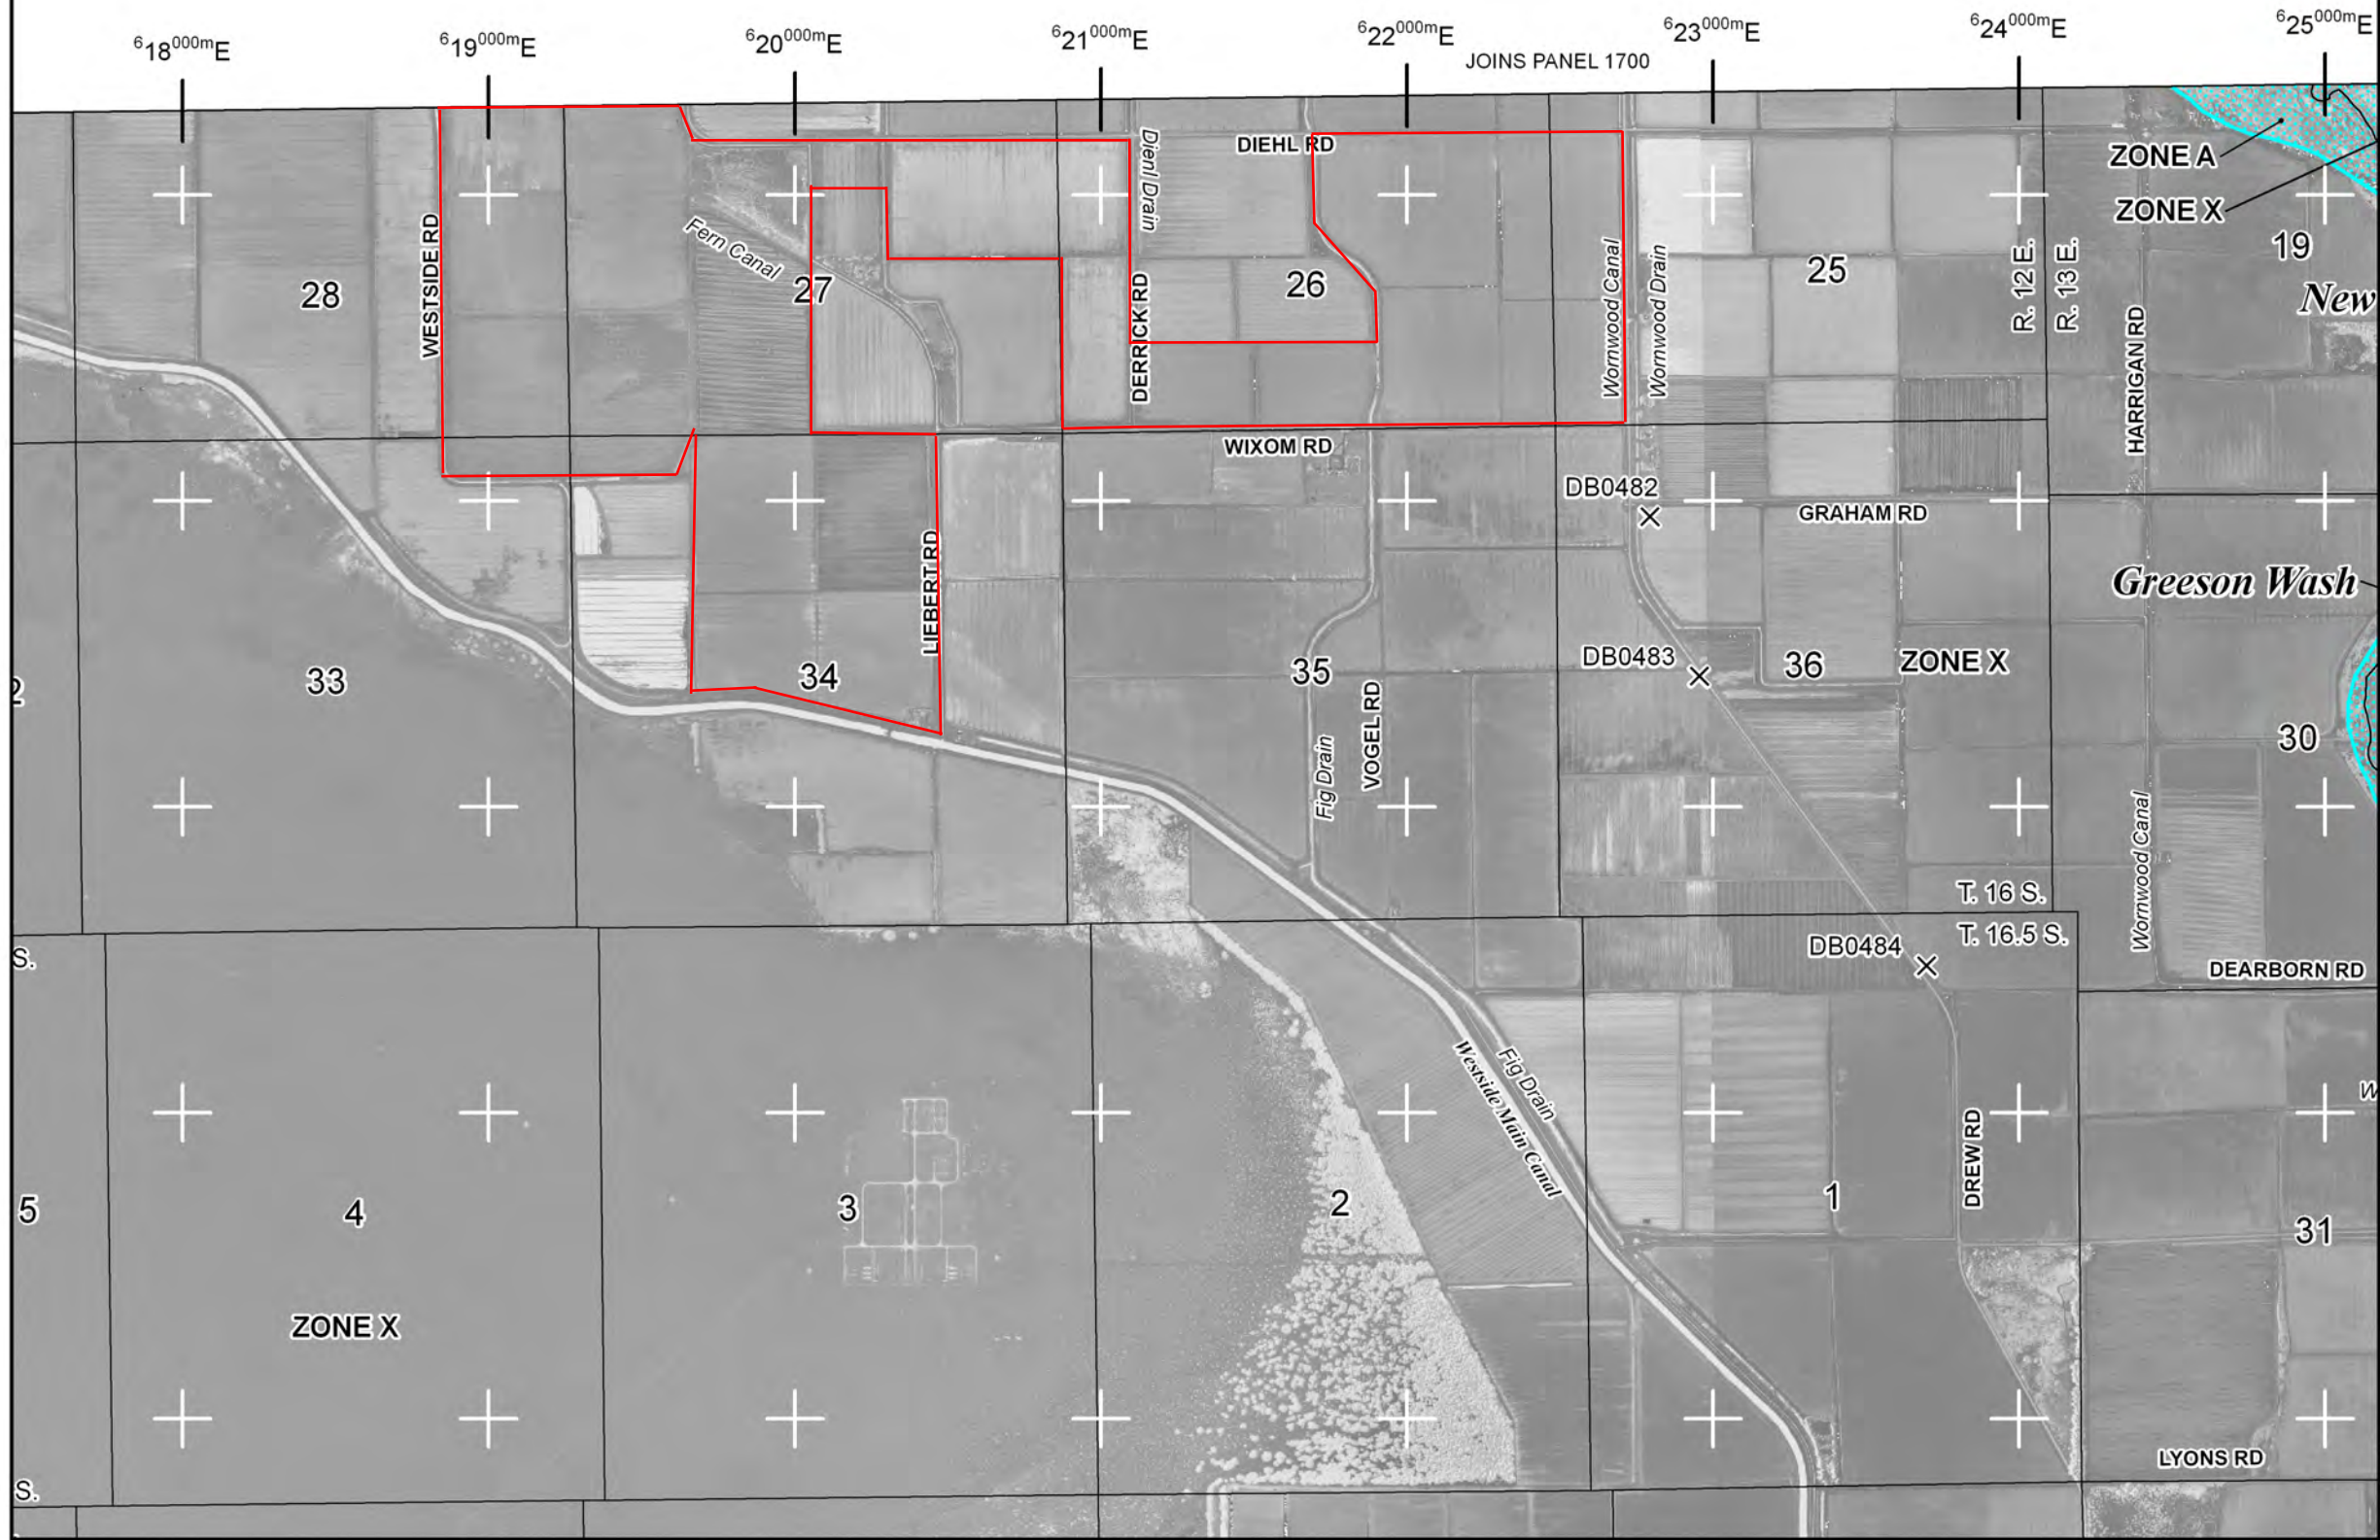 618000mE
619000mE
620000mE
621000mE
622000mE
623000mE
624000mE
625000mE
JOINS PANEL 1700
DIEHL RD
Dienl Drain
ZONE A
ZONE X
WESTSIDE RD
Fern Canal
28
27
DERRICK RD
26
Wornwood Canal
Wornwood Drain
25
R. 12 E.
R. 13 E.
HARRIGAN RD
19
New
WIXOM RD
DB0482
GRAHAM RD
Greeson Wash
LIEBERT RD
33
34
35
DB0483
36
ZONE X
VOGEL RD
Fig Drain
30
Wornwood Canal
T. 16 S.
T. 16.5 S.
S.
DB0484
DEARBORN RD
Fig Drain
Westside Main Canal
DREW RD
W
5
4
3
2
1
31
ZONE X
LYONS RD
S.